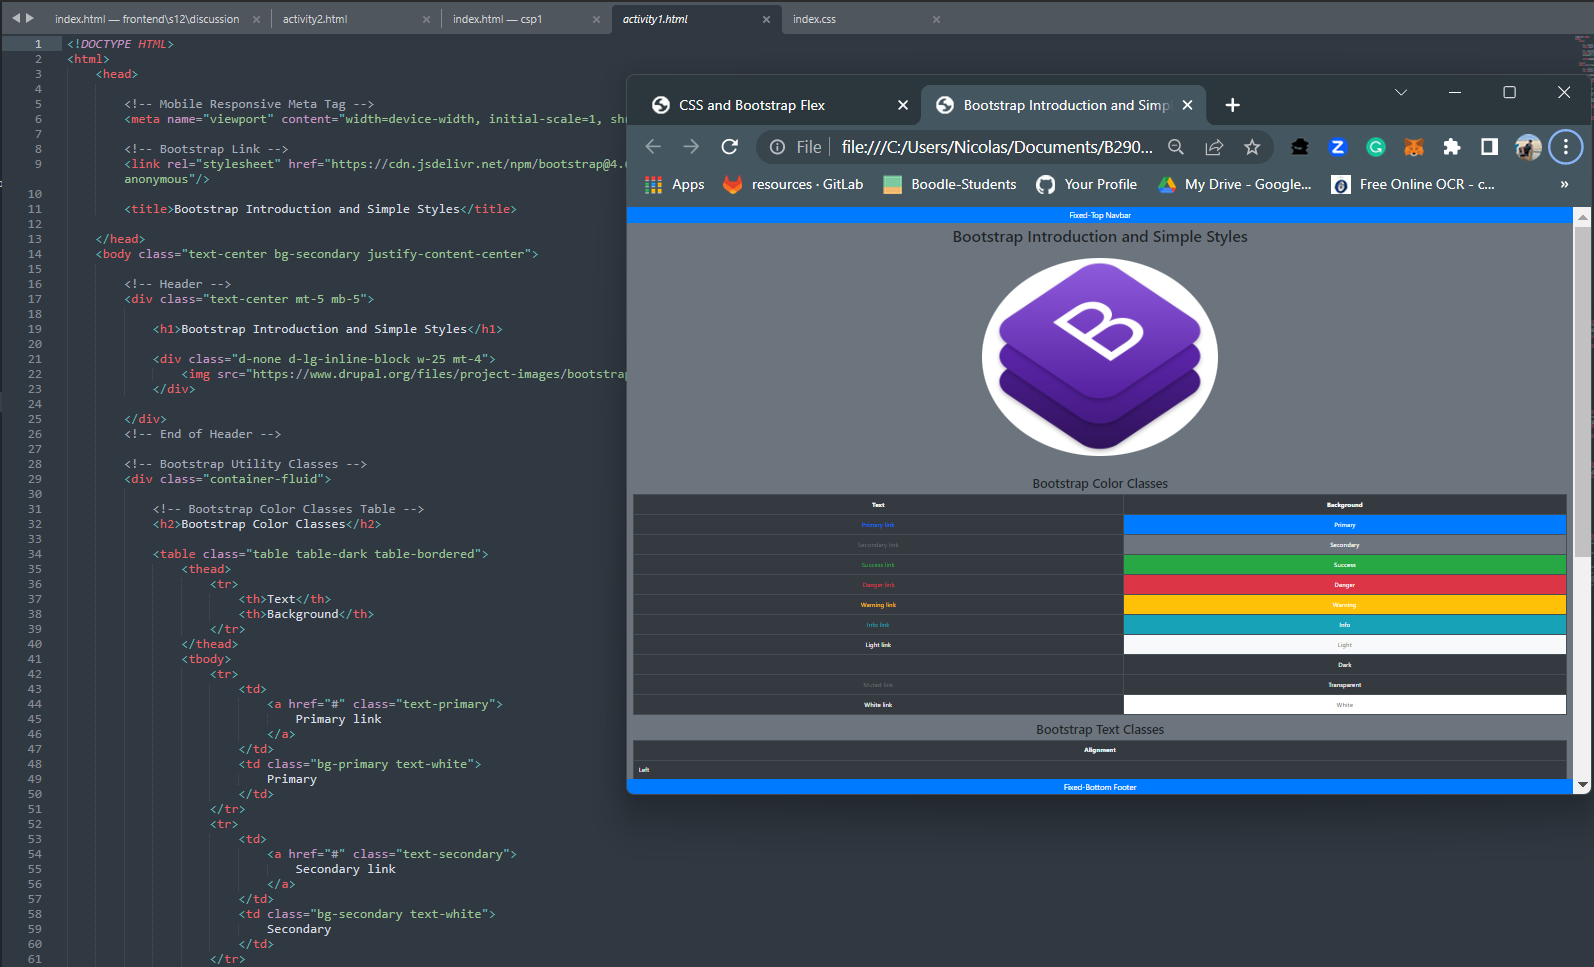 index.html — frontend\s12\discussion
activity2.html
index.html — csp1
activity1.html
index.css
1 <!DOCTYPE HTML>
2 <html>
3 <head>
4
5 <!-- Mobile Responsive Meta Tag -->
6 <meta name="viewport" content="width=device-width, initial-scale=1, sh
7
8 <!-- Bootstrap Link -->
9 <link rel="stylesheet" href="https://cdn.jsdelivr.net/npm/bootstrap@4.
anonymous"/>
10
11 <title>Bootstrap Introduction and Simple Styles</title>
12
13 </head>
14 <body class="text-center bg-secondary justify-content-center">
15
16 <!-- Header -->
17 <div class="text-center mt-5 mb-5">
18
19 <h1>Bootstrap Introduction and Simple Styles</h1>
20
21 <div class="d-none d-lg-inline-block w-25 mt-4">
22 <img src="https://www.drupal.org/files/project-images/bootstrap
23 </div>
24
25 </div>
26 <!-- End of Header -->
27
28 <!-- Bootstrap Utility Classes -->
29 <div class="container-fluid">
30
31 <!-- Bootstrap Color Classes Table -->
32 <h2>Bootstrap Color Classes</h2>
33
34 <table class="table table-dark table-bordered">
35 <thead>
36 <tr>
37 <th>Text</th>
38 <th>Background</th>
39 </tr>
40 </thead>
41 <tbody>
42 <tr>
43 <td>
44 <a href="#" class="text-primary">
45 Primary link
46 </a>
47 </td>
48 <td class="bg-primary text-white">
49 Primary
50 </td>
51 </tr>
52 <tr>
53 <td>
54 <a href="#" class="text-secondary">
55 Secondary link
56 </a>
57 </td>
58 <td class="bg-secondary text-white">
59 Secondary
60 </td>
61 </tr>
CSS and Bootstrap Flex
Bootstrap Introduction and Simp
File file:///C:/Users/Nicolas/Documents/B290...
Apps resources · GitLab Boodle-Students Your Profile My Drive - Google... Free Online OCR - c... »
Fixed-Top Navbar
Bootstrap Introduction and Simple Styles
B
Bootstrap Color Classes
Text Background
Primary link Primary
Secondary link Secondary
Success link Success
Danger link Danger
Warning link Warning
Info link Info
Light link Light
Dark
Muted link Transparent
White link White
Bootstrap Text Classes
Alignment
Left
Fixed-Bottom Footer